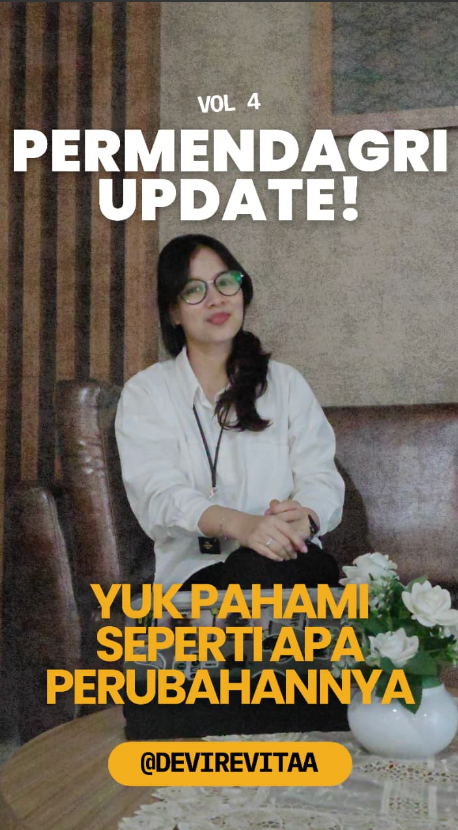 VOL 4
PERMENDAGRI
UPDATE!
YUK PAHAMI
SEPERTI APA
PERUBAHANNYA
@DEVIREVITAA